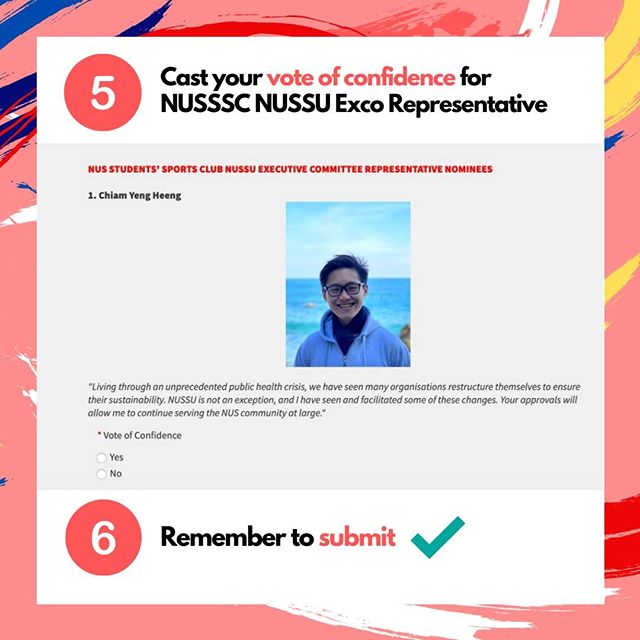 5
Cast your vote of confidence for
NUSSSC NUSSU Exco Representative
NUS STUDENTS' SPORTS CLUB NUSSU EXECUTIVE COMMITTEE REPRESENTATIVE NOMINEES
1. Chiam Yeng Heeng
"Living through an unprecedented public health crisis, we have seen many organisations restructure themselves to ensure
their sustainability. NUSSU is not an exception, and I have seen and facilitated some of these changes. Your approvals will
allow me to continue serving the NUS community at large."
* Vote of Confidence
Yes
No
6
Remember to submit